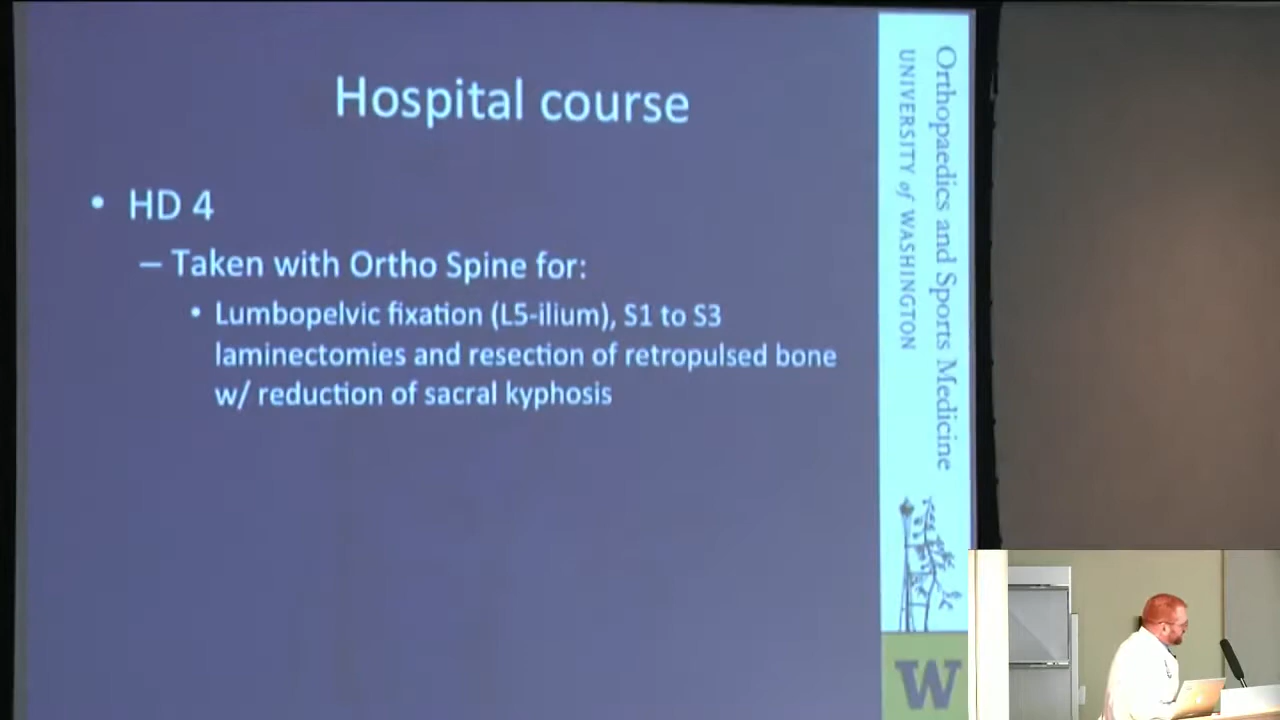 Hospital course
• HD 4
– Taken with Ortho Spine for:
• Lumbopelvic fixation (L5-ilium), S1 to S3
laminectomies and resection of retropulsed bone
w/ reduction of sacral kyphosis
Orthopaedics and Sports Medicine
UNIVERSITY of WASHINGTON
W